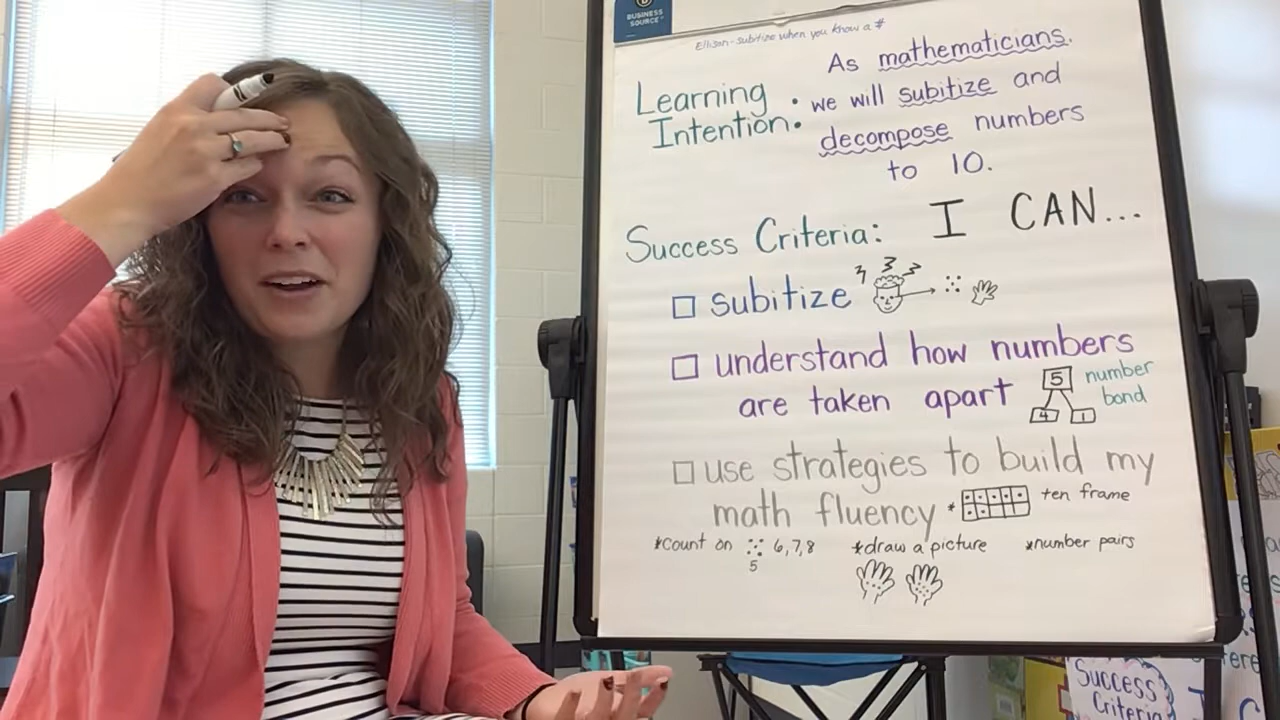 BUSINESS
SOURCE
Ellison-subitize when you know a #
Learning
Intention:
As mathematicians.
we will subitize and
decompose numbers
to 10.
Success Criteria: I CAN...
subitize
understand how numbers
are taken apart
5
4 1
number
bond
use strategies to build my
math fluency * ten frame
*count on 6,7,8 *draw a picture *number pairs
5
Success
Criteria